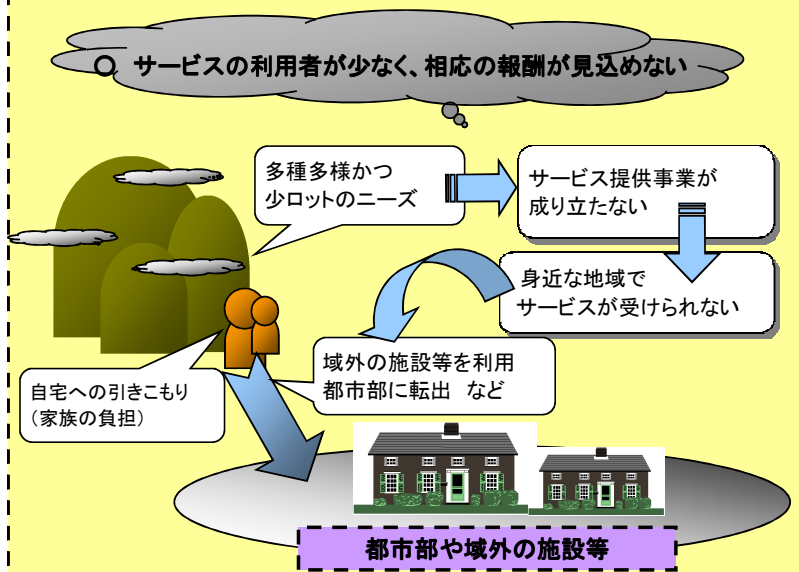 ○ サービスの利用者が少なく、相応の報酬が見込めない
多種多様かつ
少ロットのニーズ
サービス提供事業が
成り立たない
身近な地域で
サービスが受けられない
域外の施設等を利用
都市部に転出 など
自宅への引きこもり
(家族の負担)
都市部や域外の施設等